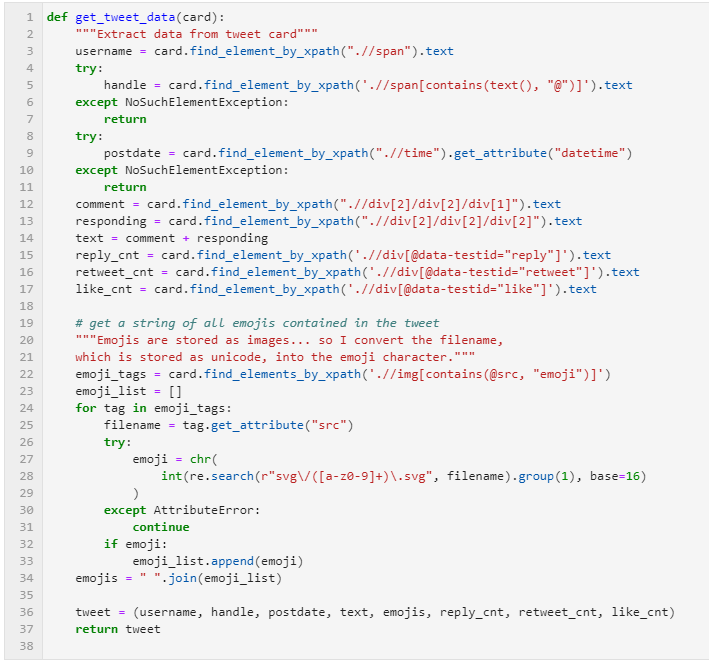 1 def get_tweet_data(card):
2     """Extract data from tweet card"""
3     username = card.find_element_by_xpath(".//span").text
4     try:
5         handle = card.find_element_by_xpath('.//span[contains(text(), "@")]').text
6     except NoSuchElementException:
7         return
8     try:
9         postdate = card.find_element_by_xpath(".//time").get_attribute("datetime")
10     except NoSuchElementException:
11         return
12     comment = card.find_element_by_xpath(".//div[2]/div[2]/div[1]").text
13     responding = card.find_element_by_xpath(".//div[2]/div[2]/div[2]").text
14     text = comment + responding
15     reply_cnt = card.find_element_by_xpath('.//div[@data-testid="reply"]').text
16     retweet_cnt = card.find_element_by_xpath('.//div[@data-testid="retweet"]').text
17     like_cnt = card.find_element_by_xpath('.//div[@data-testid="like"]').text
18
19     # get a string of all emojis contained in the tweet
20     """Emojis are stored as images... so I convert the filename,
21     which is stored as unicode, into the emoji character."""
22     emoji_tags = card.find_elements_by_xpath('.//img[contains(@src, "emoji")]')
23     emoji_list = []
24     for tag in emoji_tags:
25         filename = tag.get_attribute("src")
26         try:
27             emoji = chr(
28                 int(re.search(r"svg\/([a-z0-9]+)\.svg", filename).group(1), base=16)
29             )
30         except AttributeError:
31             continue
32         if emoji:
33             emoji_list.append(emoji)
34     emojis = " ".join(emoji_list)
35
36     tweet = (username, handle, postdate, text, emojis, reply_cnt, retweet_cnt, like_cnt)
37     return tweet
38